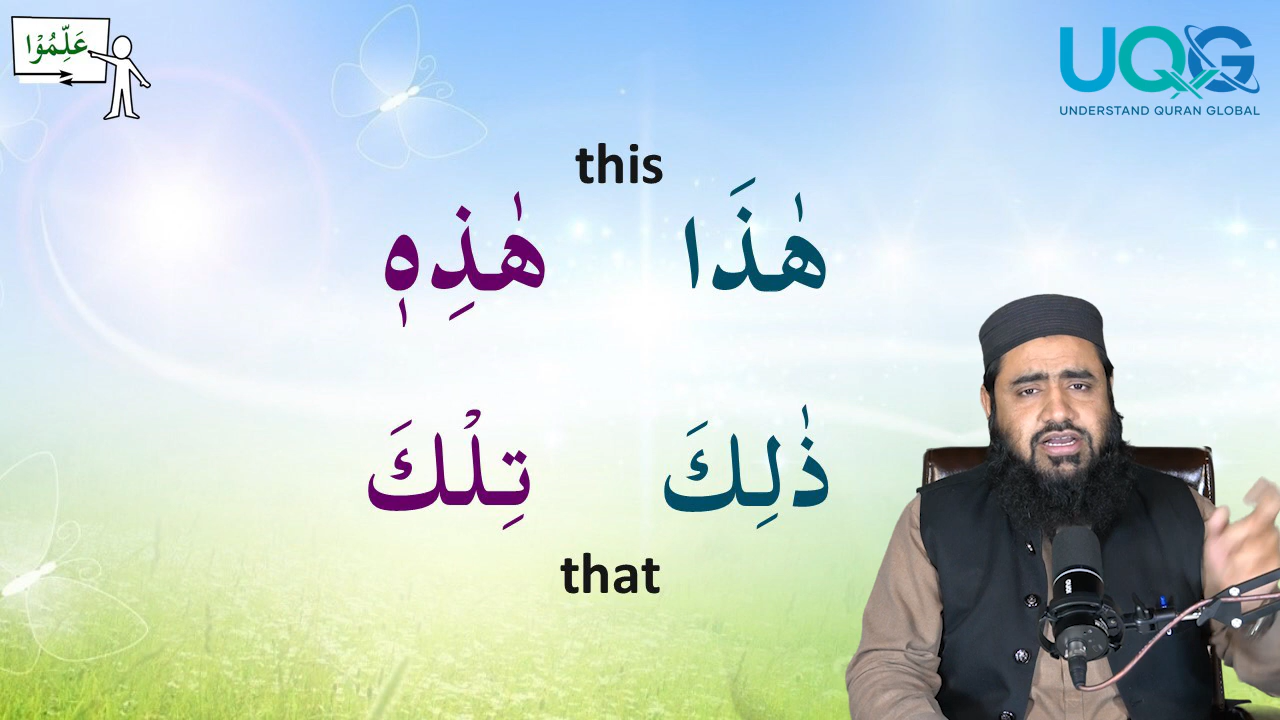 عَلِّمُوْا
UQG
UNDERSTAND QURAN GLOBAL
this
هٰذَا هٰذِهٖ
ذٰلِكَ تِلْكَ
that